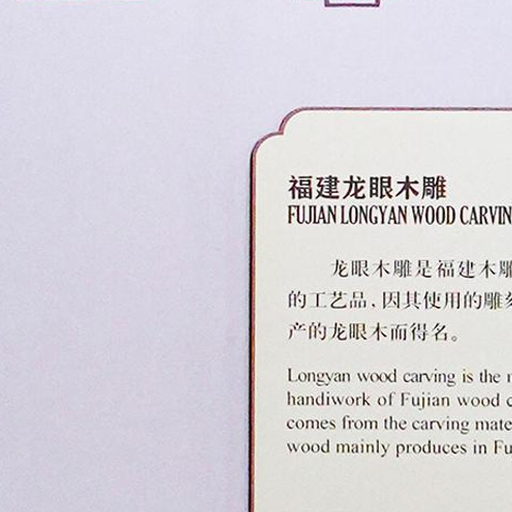 福建龙眼木雕
FUJIAN LONGYAN WOOD CARVIN
龙眼木雕是福建木雕
的工艺品、因其使用的雕刻
产的龙眼木而得名。
Longyan wood carving is the
handiwork of Fujian wood
comes from the carving mate
wood mainly produces in Fu